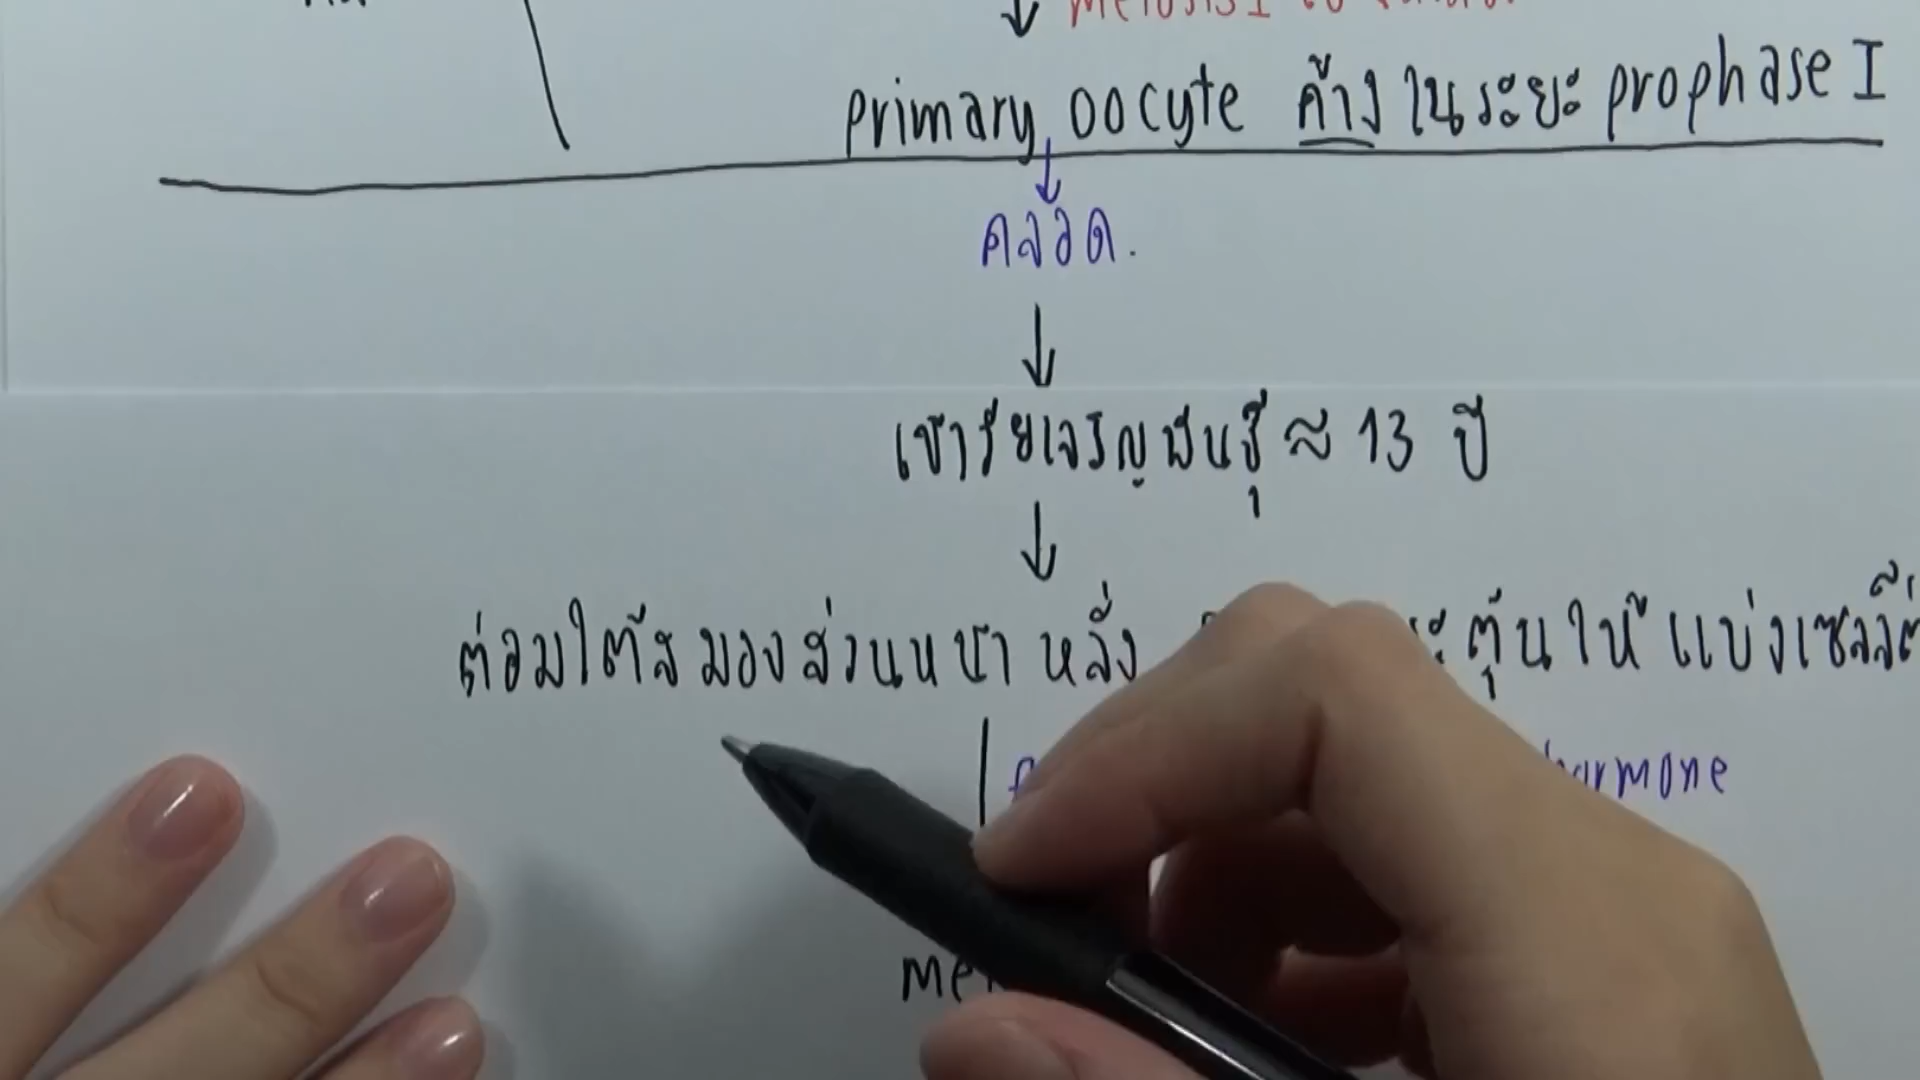 meiosis I
primary oocyte ค้างในระยะ prophase I
คลอด.
เข้าวัยเจริญพันธุ์ ≈ 13 ปี
ต่อมใต้สมองส่วนหน้า หลั่ง ตุ้นให้แบ่งเซลล์ต่
hormone
me